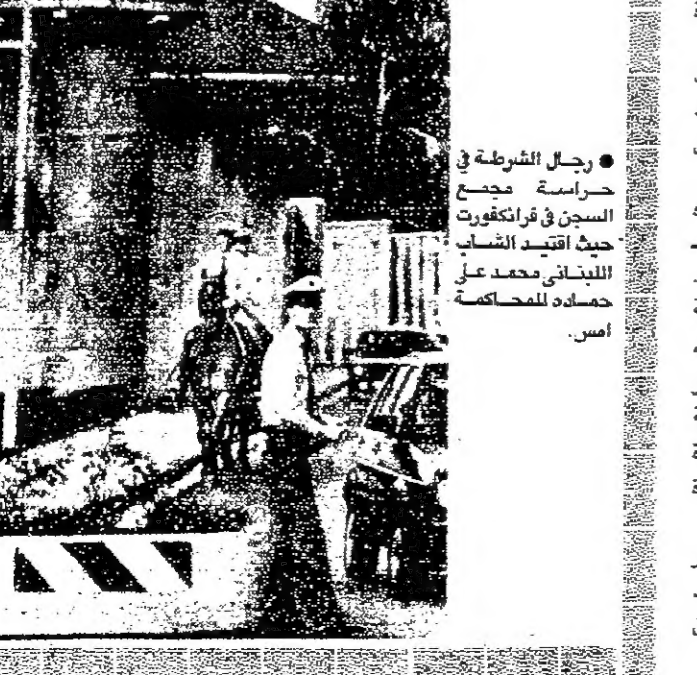 ● رجال الشرطة في
حراسة مجمع
السجن في فرانكفورت
حيث اقتيد الشاب
اللبناني محمد علي
حماده للمحاكمة
امس.